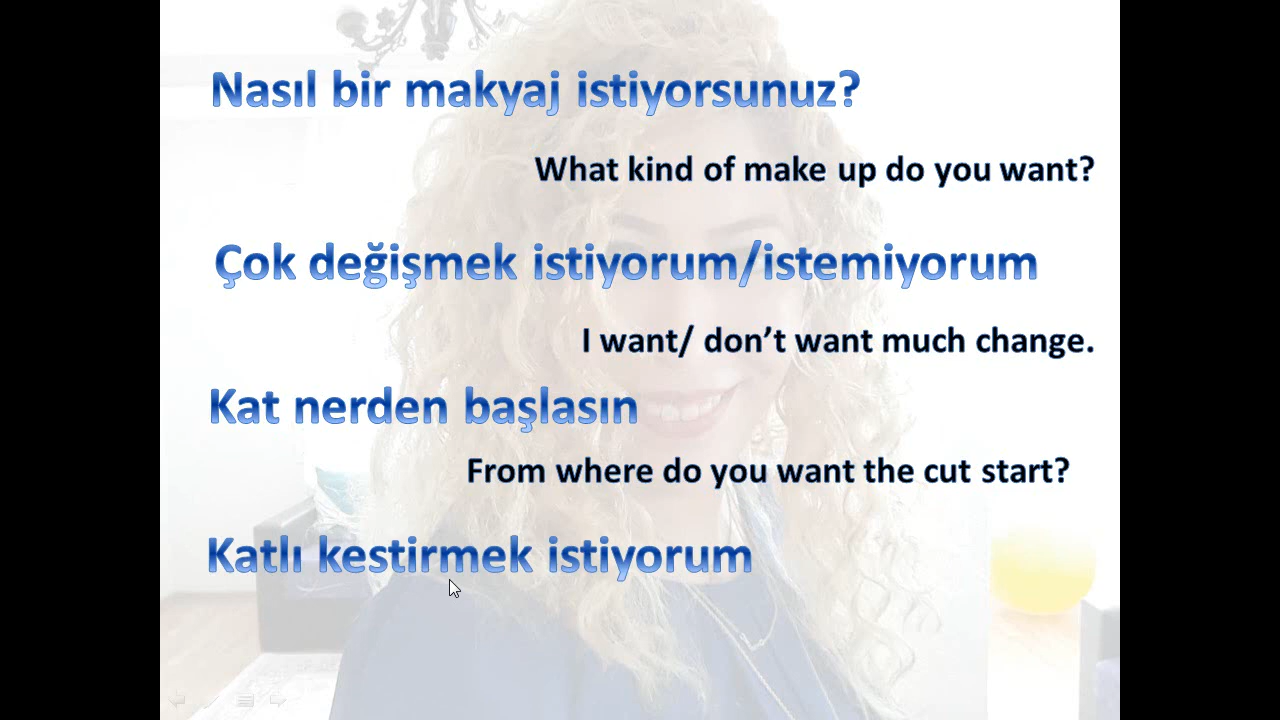 Nasıl bir makyaj istiyorsunuz?
What kind of make up do you want?
Çok değişmek istiyorum/istemiyorum
I want/ don’t want much change.
Kat nerden başlasın
From where do you want the cut start?
Katlı kestirmek istiyorum